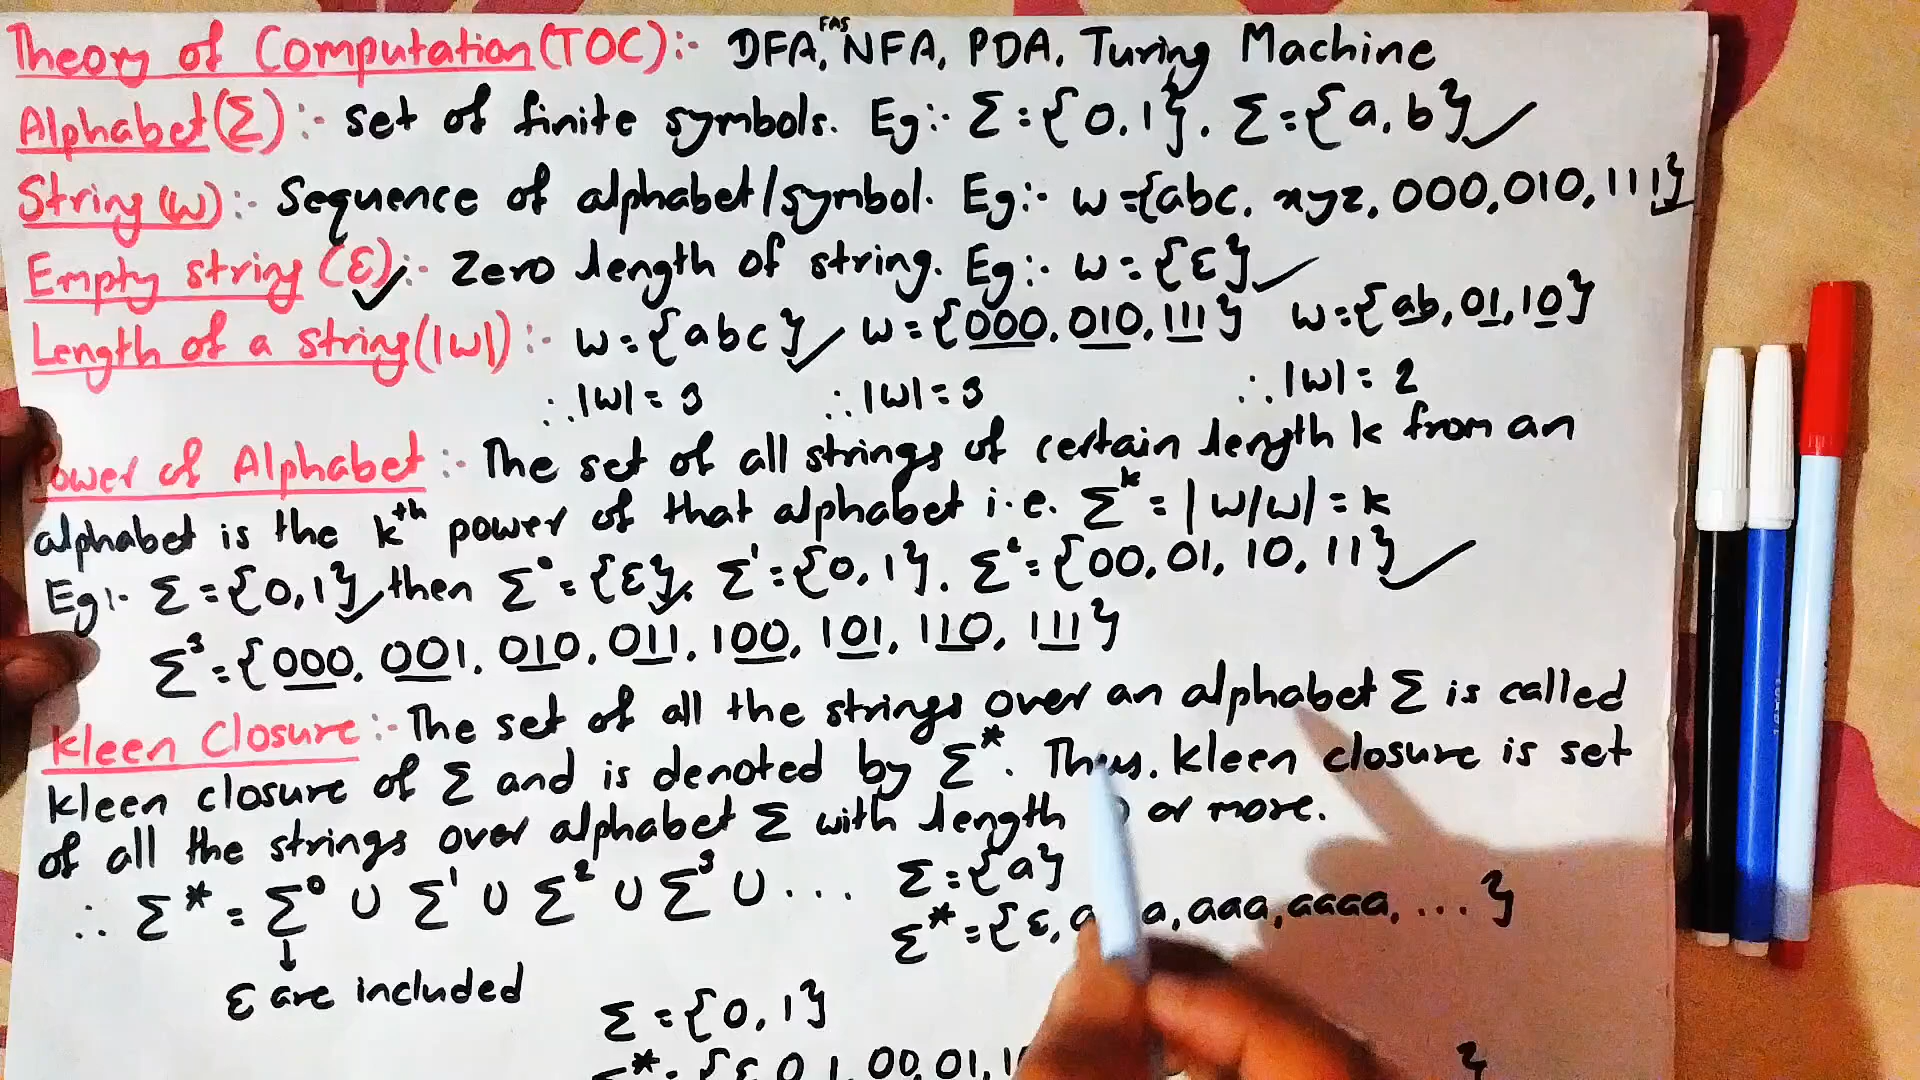 Theory of Computation (TOC):- DFA, FAS NFA, PDA, Turing Machine
Alphabet (Σ):- set of finite symbols. Eg:- Σ={0,1}, Σ={a,b}
String (w):- Sequence of alphabet/symbol. Eg:- w={abc, xyz, 000,010,111}
Empty string (ε):- Zero length of string. Eg:- w={ε}
Length of a string (|w|):- w={abc} w={000,010,111} w={ab,01,10}
∴|w|=3 ∴|w|=3 ∴|w|=2
Power of Alphabet:- The set of all strings of certain length k from an
alphabet is the kᵗʰ power of that alphabet i.e. Σᵏ=|w/w|=k
Eg:- Σ={0,1}, then Σ⁰={ε}, Σ¹={0,1}, Σ²={00,01,10,11}
Σ³={000, 001, 010, 011, 100, 101, 110, 111}
Kleen Closure:- The set of all the strings over an alphabet Σ is called
kleen closure of Σ and is denoted by Σ*. Thus, kleen closure is set
of all the strings over alphabet Σ with length or more.
∴ Σ* = Σ⁰ ∪ Σ¹ ∪ Σ² ∪ Σ³ ∪ ... Σ={a}
Σ*={ε, a, aaa, aaaa, ...}
↓
ε are included
Σ={0,1}
Σ*={ε,0,1,00,01,1 }